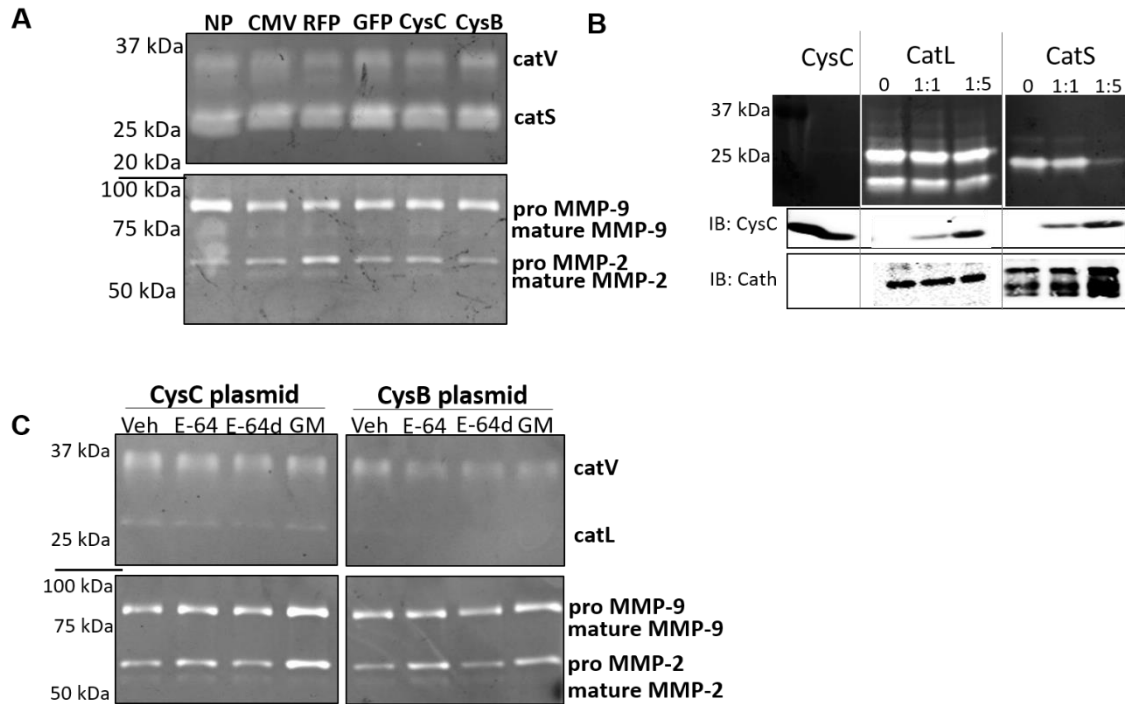 A
NP CMV RFP GFP CysC CysB
37 kDa
catV
catS
25 kDa
20 kDa
100 kDa
pro MMP-9
75 kDa
mature MMP-9
pro MMP-2
mature MMP-2
50 kDa
B
CysC CatL CatS
0 1:1 1:5 0 1:1 1:5
37 kDa
25 kDa
IB: CysC
IB: Cath
C
CysC plasmid CysB plasmid
Veh E-64 E-64d GM Veh E-64 E-64d GM
37 kDa
catV
catL
25 kDa
100 kDa
pro MMP-9
75 kDa
mature MMP-9
pro MMP-2
50 kDa
mature MMP-2